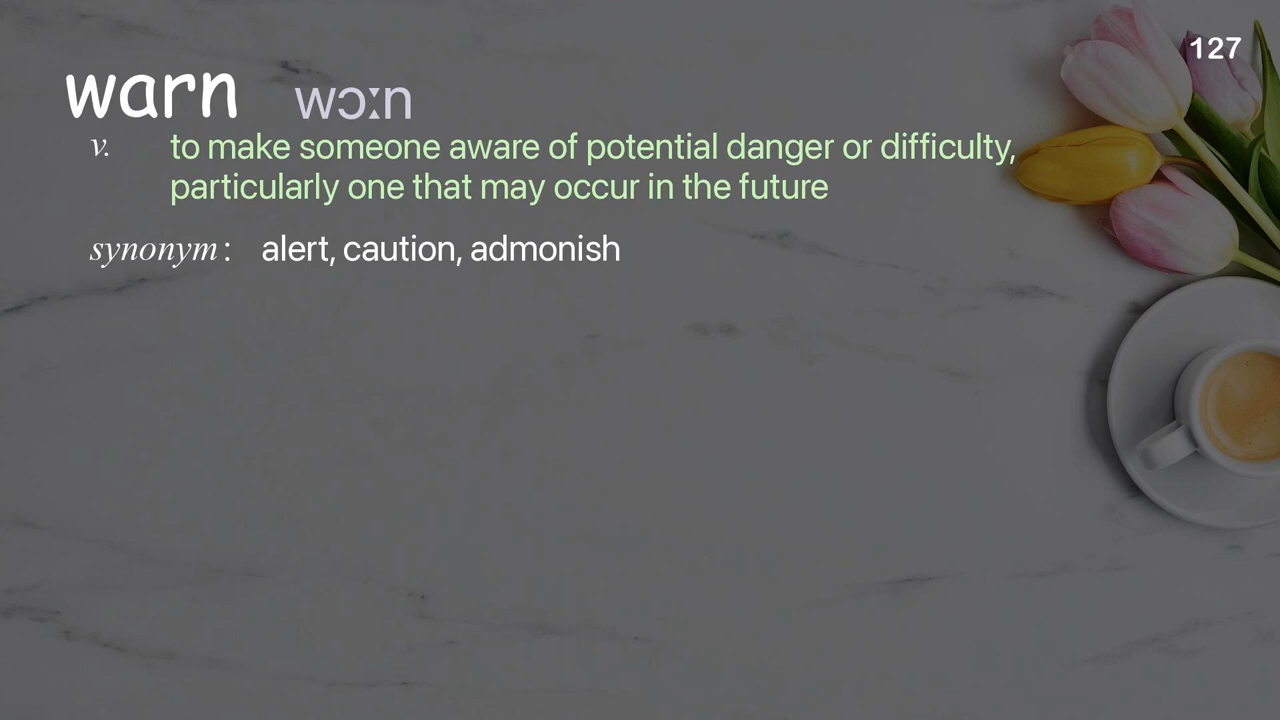 127
warn wɔːn
v. to make someone aware of potential danger or difficulty,
particularly one that may occur in the future
synonym : alert, caution, admonish